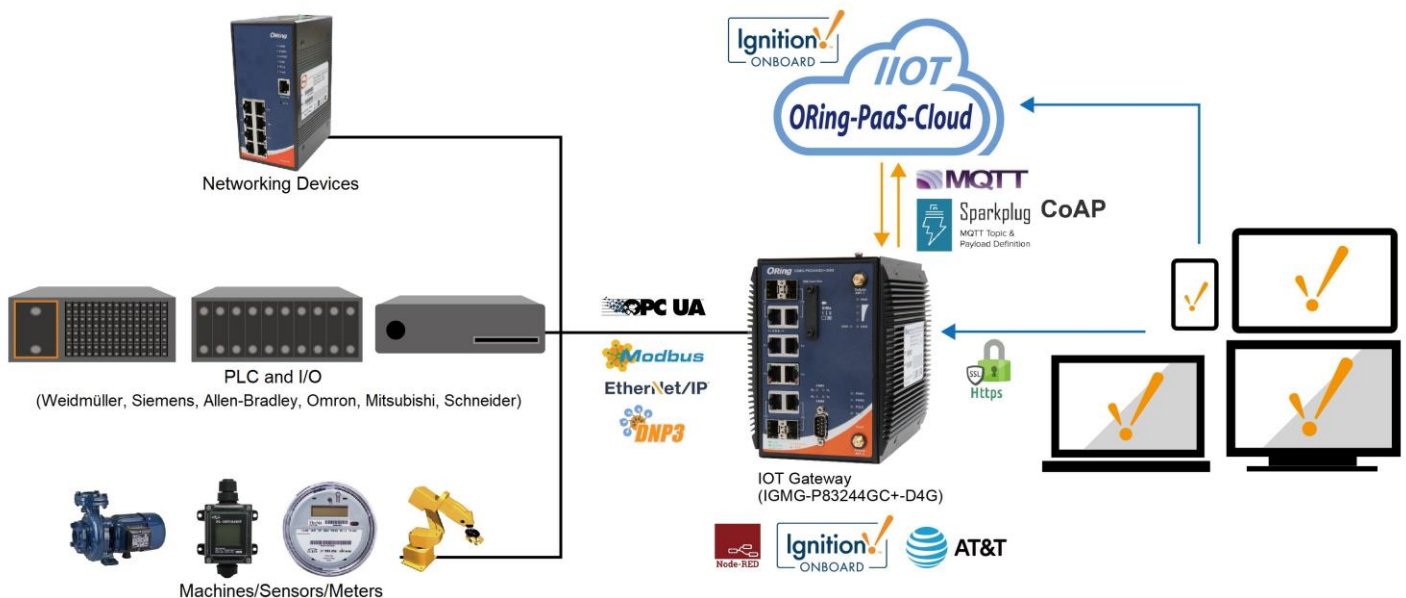 Ignition!
ONBOARD
IIOT
ORing-PaaS-Cloud
Networking Devices
MQTT
Sparkplug
CoAP
MQTT Topic &
Payload Definition
ORing
OPC UA
Modbus
EtherNet/IP
DNP3
SSL
Https
PLC and I/O
(Weidmüller, Siemens, Allen-Bradley, Omron, Mitsubishi, Schneider)
IOT Gateway
(IGMG-P83244GC+-D4G)
Node-RED
Ignition!
ONBOARD
AT&T
Machines/Sensors/Meters